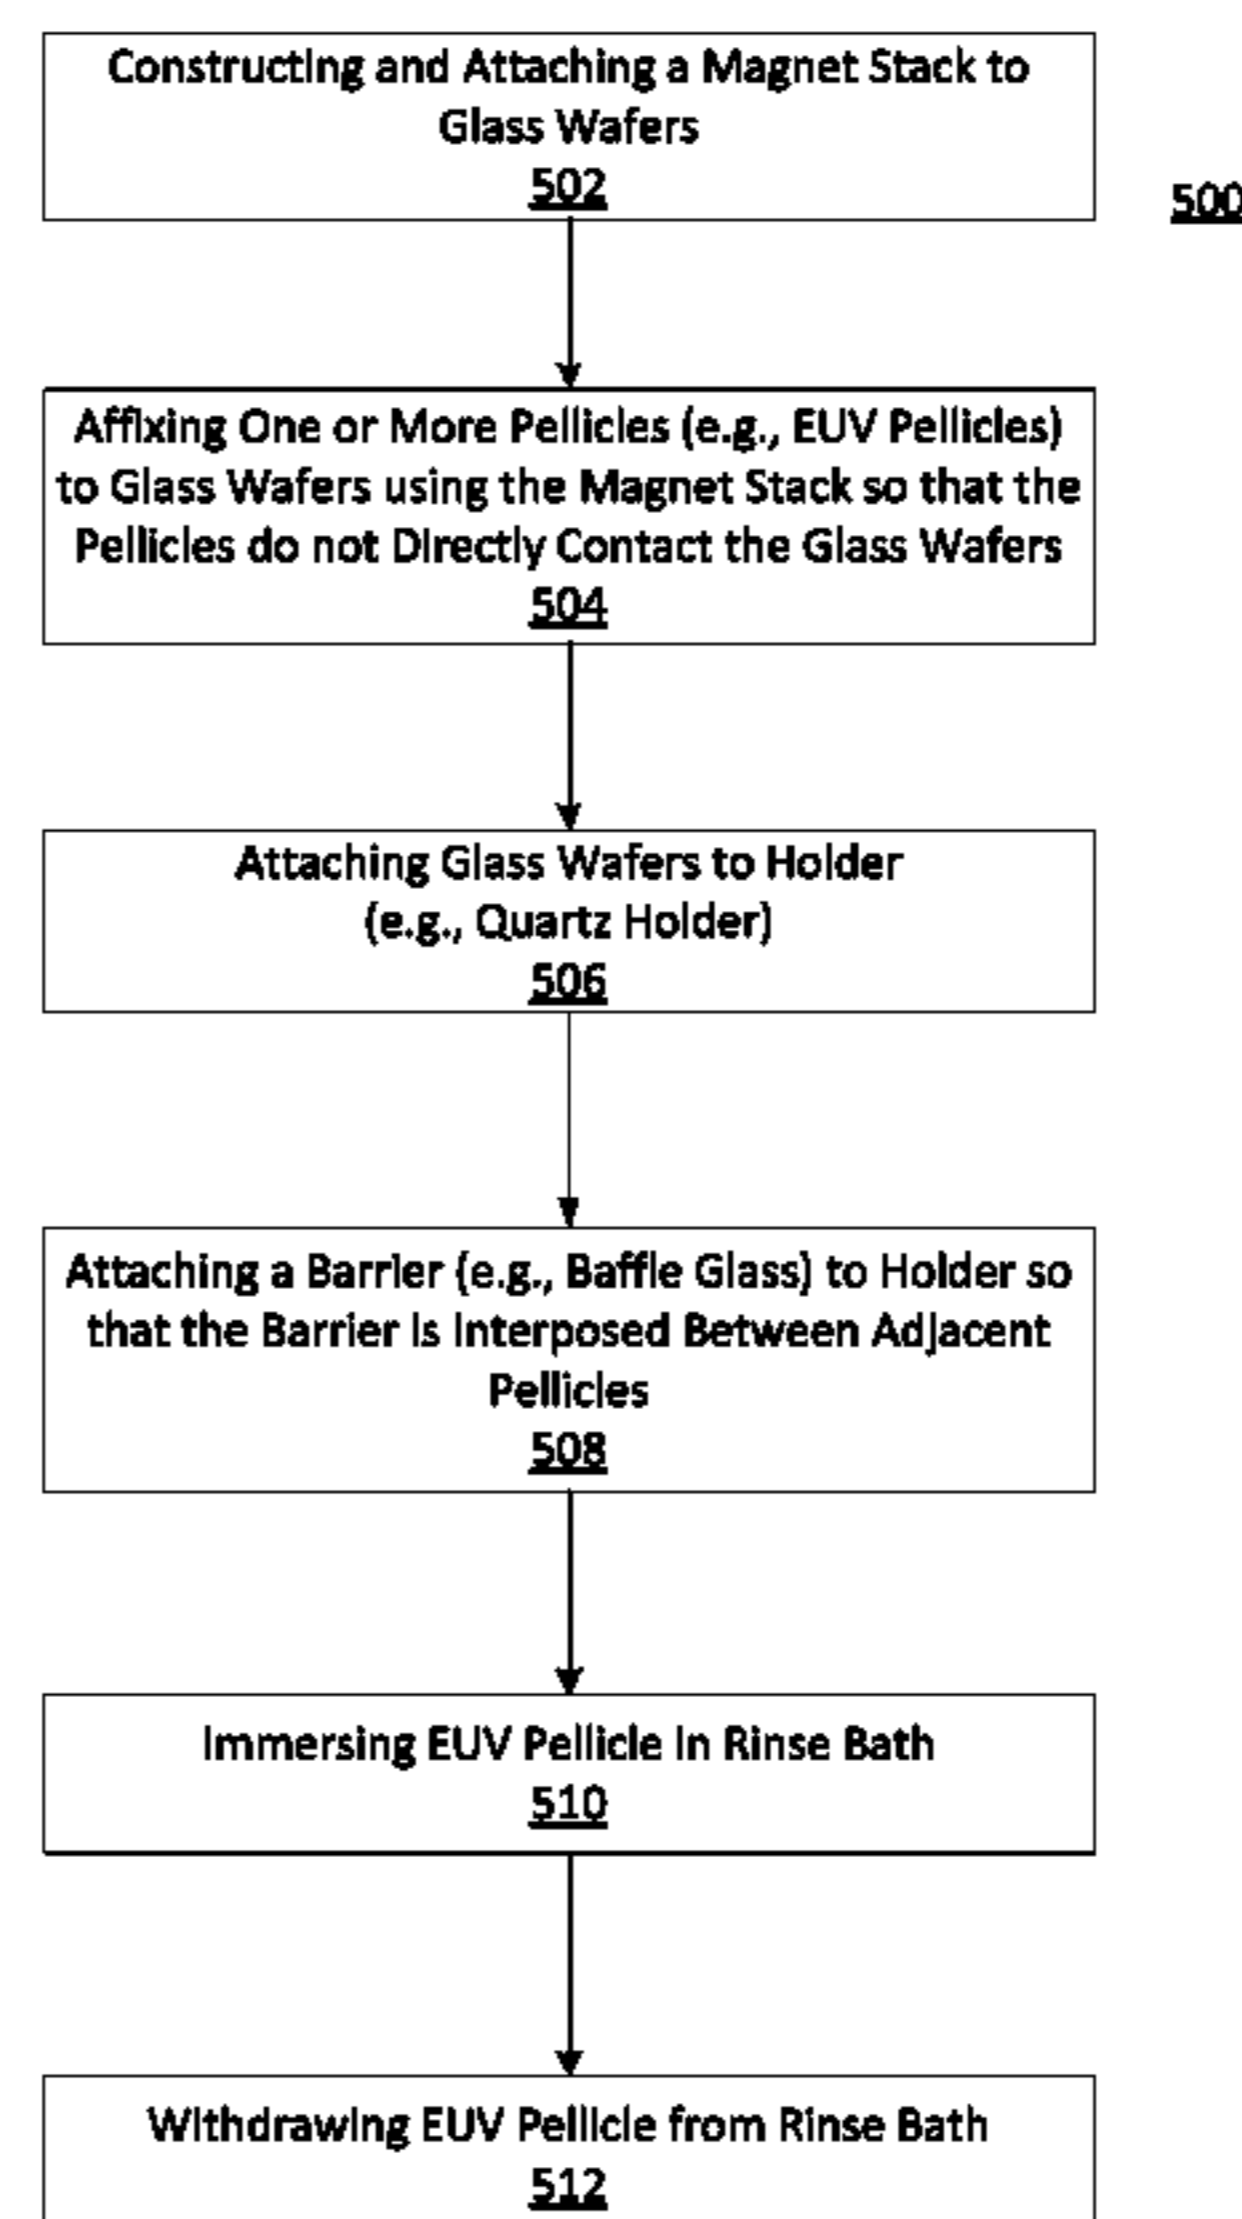 Constructing and Attaching a Magnet Stack to
Glass Wafers
502
500
Affixing One or More Pellicles (e.g., EUV Pellicles)
to Glass Wafers using the Magnet Stack so that the
Pellicles do not Directly Contact the Glass Wafers
504
Attaching Glass Wafers to Holder
(e.g., Quartz Holder)
506
Attaching a Barrier (e.g., Baffle Glass) to Holder so
that the Barrier is Interposed Between Adjacent
Pellicles
508
Immersing EUV Pellicle in Rinse Bath
510
Withdrawing EUV Pellicle from Rinse Bath
512